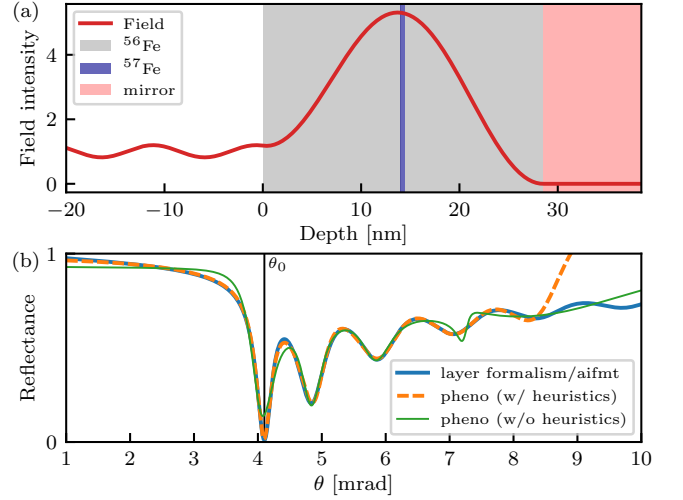 (a)
Field intensity
4
2
0
Field
⁵⁶Fe
⁵⁷Fe
mirror
−20 −10 0 10 20 30
Depth [nm]
(b)
Reflectance
1
0
θ₀
layer formalism/aifmt
pheno (w/ heuristics)
pheno (w/o heuristics)
1 2 3 4 5 6 7 8 9 10
θ [mrad]